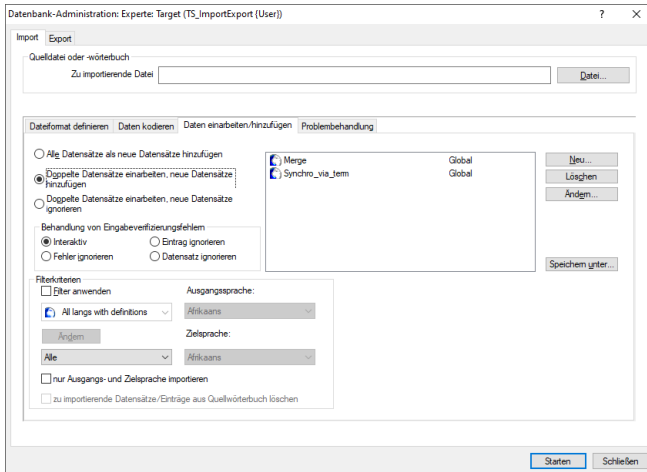 Datenbank-Administration: Experte: Target (TS_ImportExport {User})
Import Export
Quelldatei oder -wörterbuch
Zu importierende Datei
Datei...
Dateiformat definieren Daten kodieren Daten einarbeiten/hinzufügen Problembehandlung
Alle Datensätze als neue Datensätze hinzufügen
Doppelte Datensätze einarbeiten, neue Datensätze
hinzufügen
Doppelte Datensätze einarbeiten, neue Datensätze
ignorieren
Merge Global
Synchro_via_term Global
Neu...
Löschen
Ändern...
Speichern unter...
Behandlung von Eingabeverifizierungsfehlern
Interaktiv Eintrag ignorieren
Fehler ignorieren Datensatz ignorieren
Filterkriterien
Filter anwenden Ausgangssprache:
All langs with definitions Afrikaans
Ändern Zielsprache:
Alle Afrikaans
nur Ausgangs- und Zielsprache importieren
zu importierende Datensätze/Einträge aus Quellwörterbuch löschen
Starten Schließen